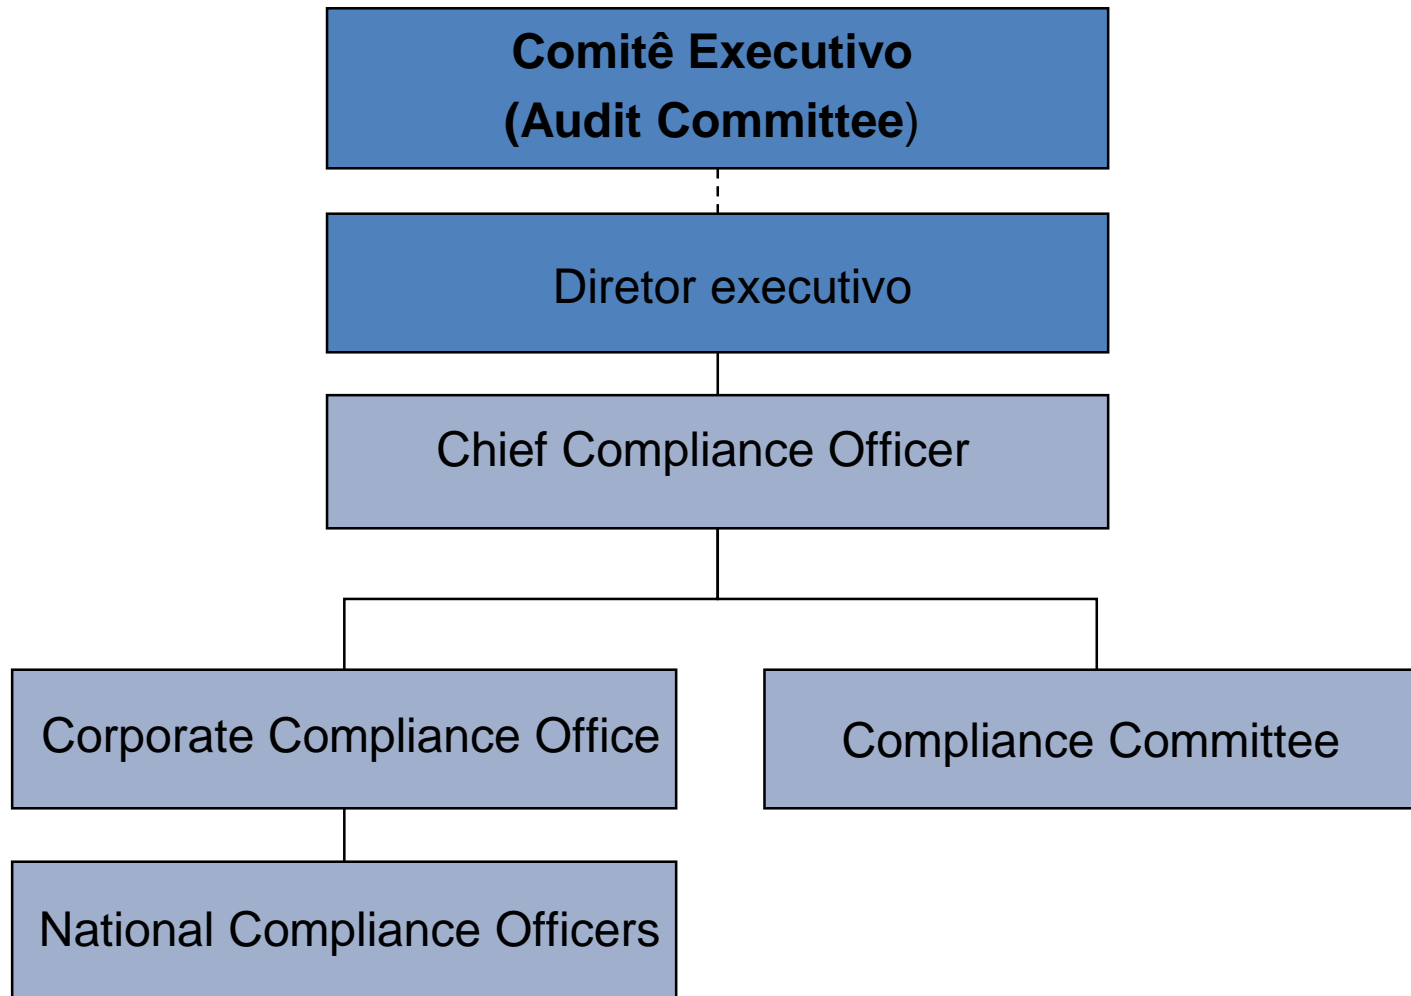 Comitê Executivo
(Audit Committee)
Diretor executivo
Chief Compliance Officer
Corporate Compliance Office
Compliance Committee
National Compliance Officers